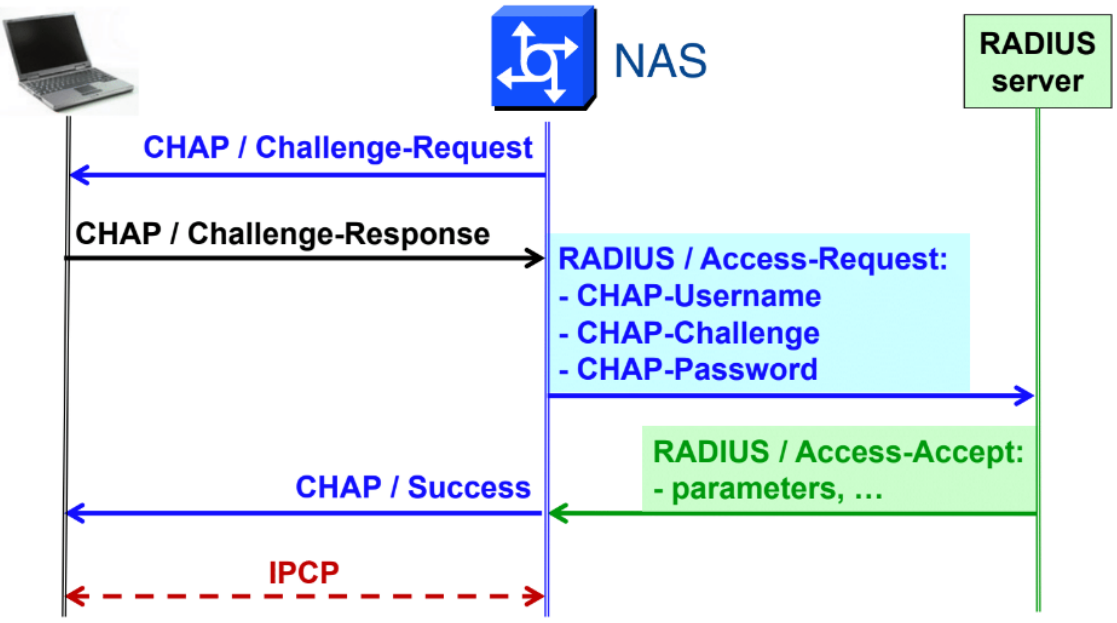 NAS
RADIUS
server
CHAP / Challenge-Request
CHAP / Challenge-Response
RADIUS / Access-Request:
- CHAP-Username
- CHAP-Challenge
- CHAP-Password
RADIUS / Access-Accept:
- parameters, …
CHAP / Success
IPCP